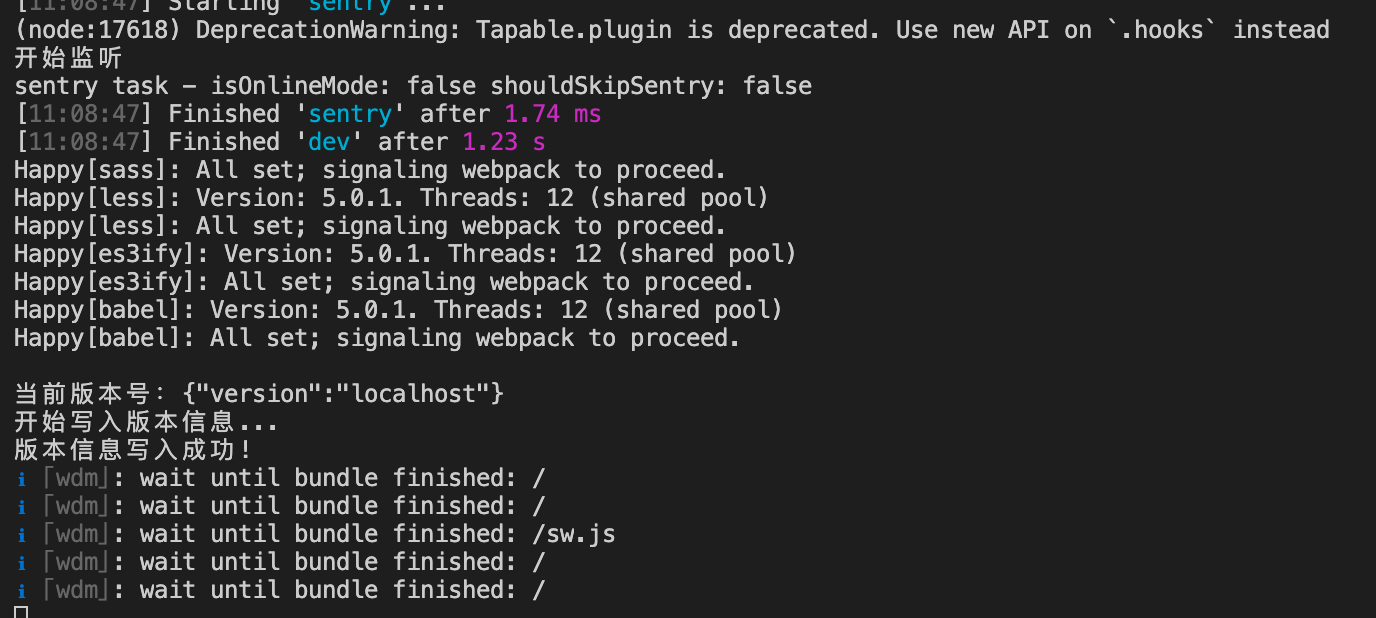 [11:08:47] Starting 'sentry'...
(node:17618) DeprecationWarning: Tapable.plugin is deprecated. Use new API on `.hooks` instead
开始监听
sentry task - isOnlineMode: false shouldSkipSentry: false
[11:08:47] Finished 'sentry' after 1.74 ms
[11:08:47] Finished 'dev' after 1.23 s
Happy[sass]: All set; signaling webpack to proceed.
Happy[less]: Version: 5.0.1. Threads: 12 (shared pool)
Happy[less]: All set; signaling webpack to proceed.
Happy[es3ify]: Version: 5.0.1. Threads: 12 (shared pool)
Happy[es3ify]: All set; signaling webpack to proceed.
Happy[babel]: Version: 5.0.1. Threads: 12 (shared pool)
Happy[babel]: All set; signaling webpack to proceed.
当前版本号: {"version":"localhost"}
开始写入版本信息...
版本信息写入成功!
ℹ ｢wdm｣: wait until bundle finished: /
ℹ ｢wdm｣: wait until bundle finished: /
ℹ ｢wdm｣: wait until bundle finished: /sw.js
ℹ ｢wdm｣: wait until bundle finished: /
ℹ ｢wdm｣: wait until bundle finished: /